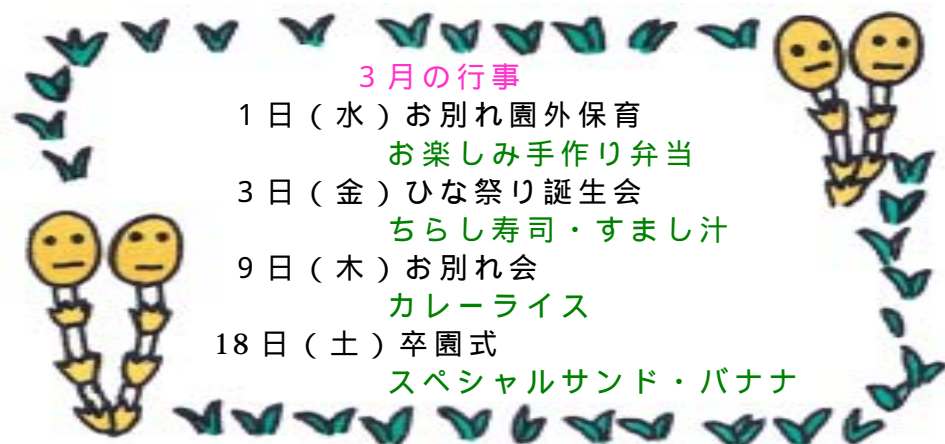 ３月の行事
１日（水）お別れ園外保育
お楽しみ手作り弁当
３日（金）ひな祭り誕生会
ちらし寿司・すまし汁
９日（木）お別れ会
カレーライス
18日（土）卒園式
スペシャルサンド・バナナ